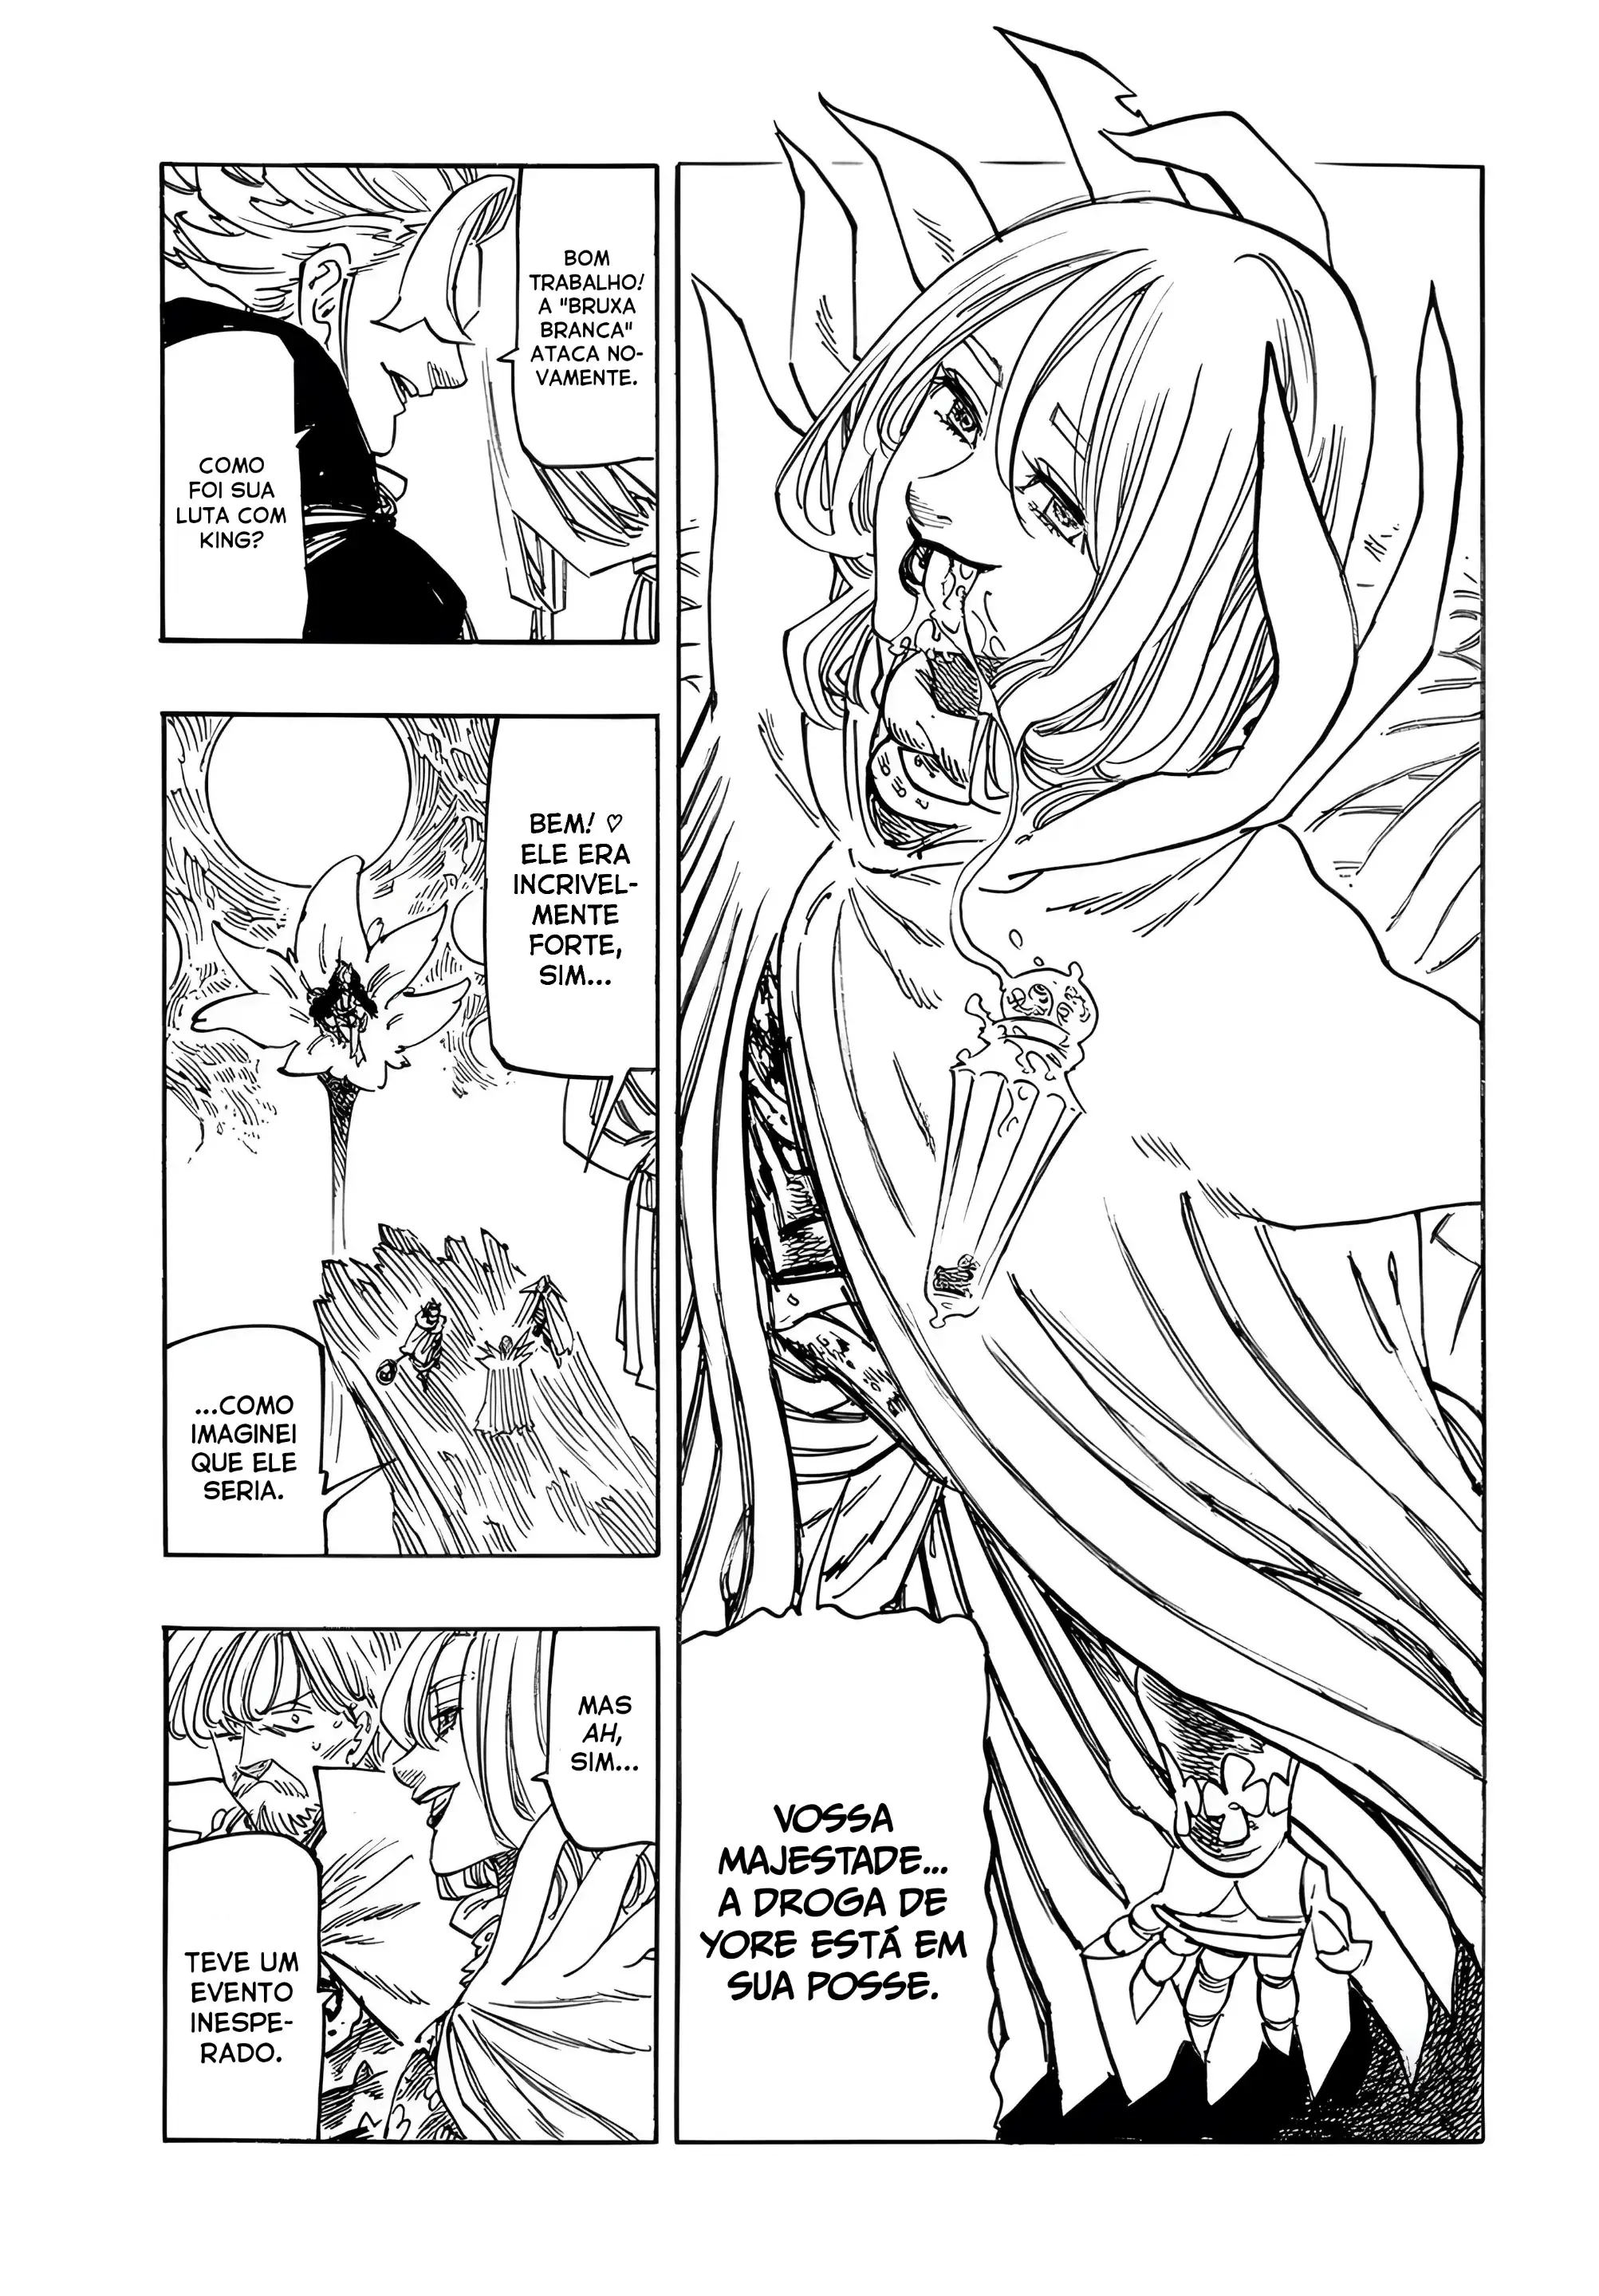 VOSSA
MAJESTADE...
A DROGA DE
YORE ESTÁ EM
SUA POSSE.
BOM
TRABALHO!
A "BRUXA
BRANCA"
ATACA NO-
VAMENTE.
COMO
FOI SUA
LUTA COM
KING?
BEM! ♡
ELE ERA
INCRIVEL-
MENTE
FORTE,
SIM...
...COMO
IMAGINEI
QUE ELE
SERIA.
MAS
AH,
SIM...
TEVE UM
EVENTO
INESPE-
RADO.